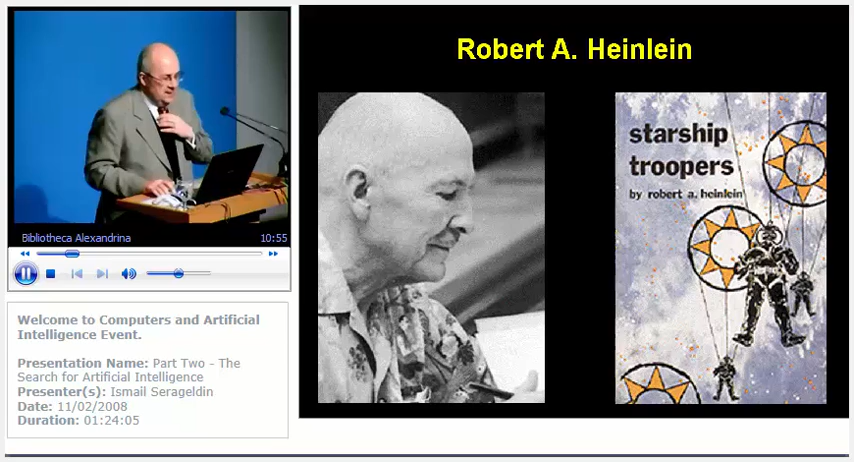 Robert A. Heinlein
starship
troopers
by robert a. heinlein
Bibliotheca Alexandrina 10:55
Welcome to Computers and Artificial
Intelligence Event.
Presentation Name: Part Two - The
Search for Artificial Intelligence
Presenter(s): Ismail Serageldin
Date: 11/02/2008
Duration: 01:24:05